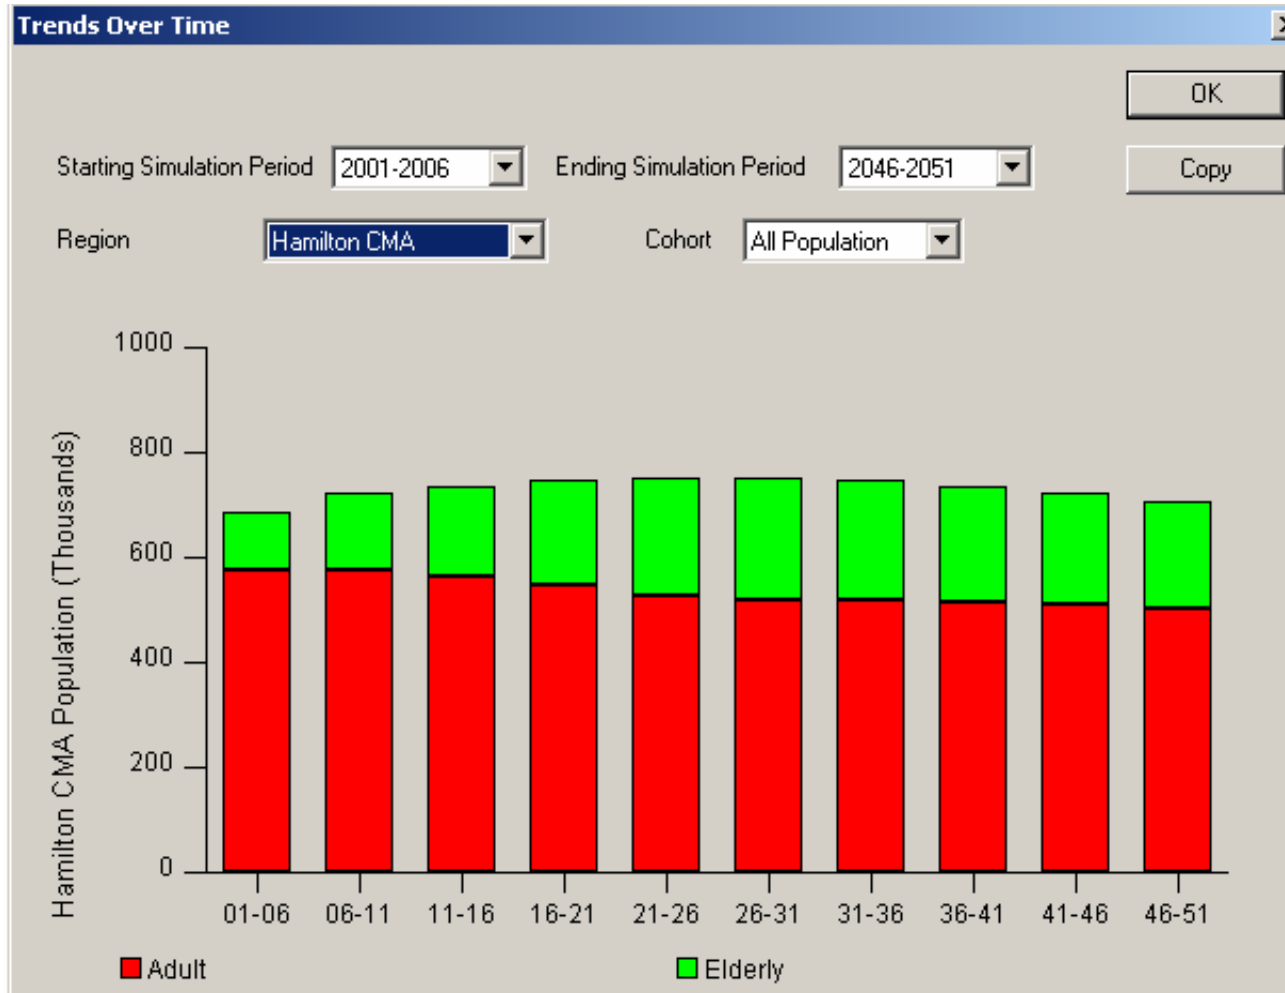 Trends Over Time
OK
Starting Simulation Period 2001-2006 Ending Simulation Period 2046-2051 Copy
Region Hamilton CMA Cohort All Population
Hamilton CMA Population (Thousands)
1000
800
600
400
200
0
01-06 06-11 11-16 16-21 21-26 26-31 31-36 36-41 41-46 46-51
Adult Elderly